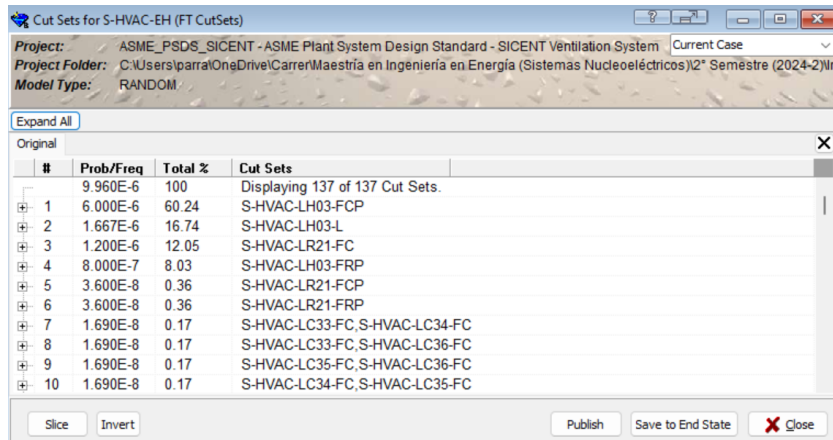 Cut Sets for S-HVAC-EH (FT CutSets)
Project: ASME_PSDS_SICENT - ASME Plant System Design Standard - SICENT Ventilation System Current Case
Project Folder: C:\Users\parra\OneDrive\Carrer\Maestría en Ingeniería en Energía (Sistemas Nucleoeléctricos)\2° Semestre (2024-2)\In
Model Type: RANDOM
Expand All
Original
# Prob/Freq Total % Cut Sets
9.960E-6 100 Displaying 137 of 137 Cut Sets.
1 6.000E-6 60.24 S-HVAC-LH03-FCP
2 1.667E-6 16.74 S-HVAC-LH03-L
3 1.200E-6 12.05 S-HVAC-LR21-FC
4 8.000E-7 8.03 S-HVAC-LH03-FRP
5 3.600E-8 0.36 S-HVAC-LR21-FCP
6 3.600E-8 0.36 S-HVAC-LR21-FRP
7 1.690E-8 0.17 S-HVAC-LC33-FC,S-HVAC-LC34-FC
8 1.690E-8 0.17 S-HVAC-LC33-FC,S-HVAC-LC36-FC
9 1.690E-8 0.17 S-HVAC-LC35-FC,S-HVAC-LC36-FC
10 1.690E-8 0.17 S-HVAC-LC34-FC,S-HVAC-LC35-FC
Slice Invert Publish Save to End State Close